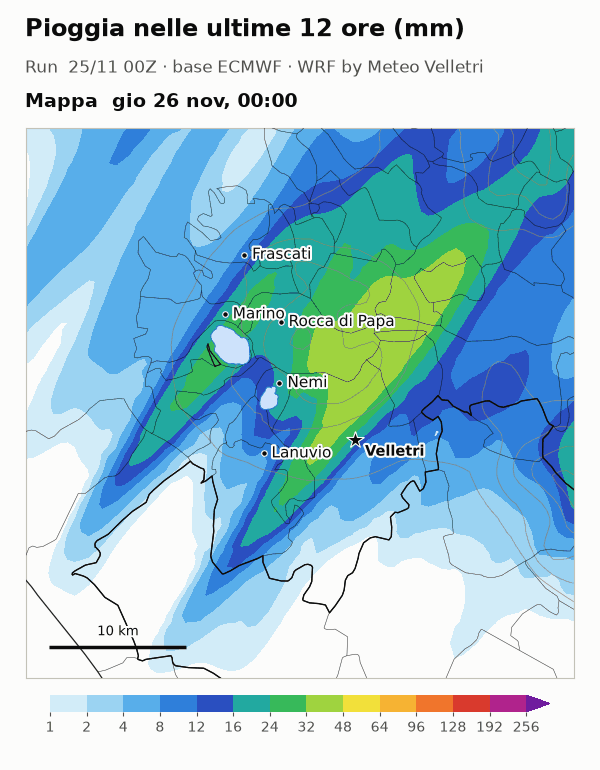 Pioggia nelle ultime 12 ore (mm)
Run  25/11 00Z · base ECMWF · WRF by Meteo Velletri
Mappa  gio 26 nov, 00:00
Frascati
Marino
Rocca di Papa
Nemi
Velletri
Lanuvio
10 km
1 2 4 8 12 16 24 32 48 64 96 128 192 256